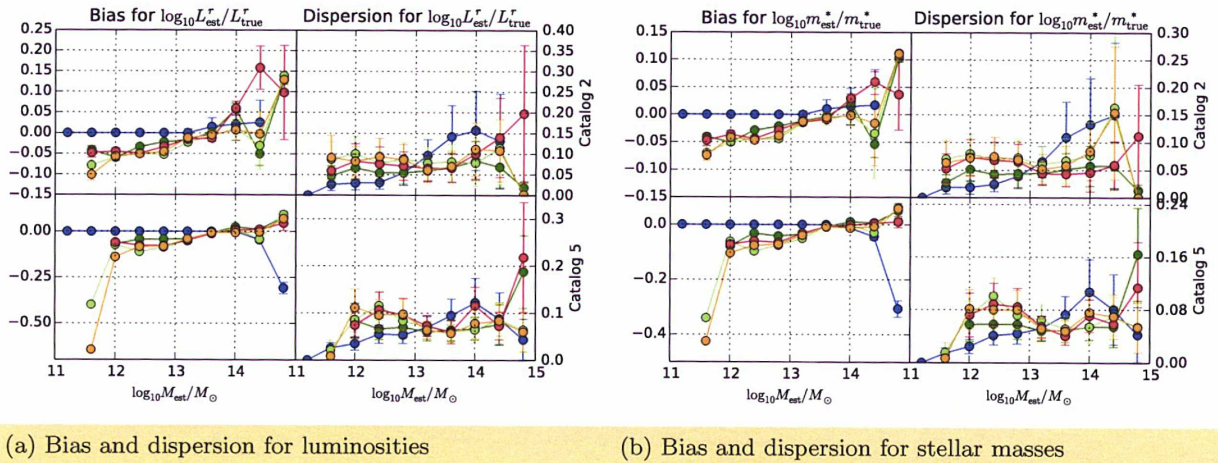 Bias for log₁₀Lʳₑₛₜ/Lʳₜᵣᵤₑ
Dispersion for log₁₀Lʳₑₛₜ/Lʳₜᵣᵤₑ
0.25
0.20
0.15
0.10
0.05
0.00
−0.05
−0.10
0.15
0.40
0.35
0.30
0.25
0.20
0.15
0.10
0.05
0.00
Catalog 2
0.00
−0.25
−0.50
0.3
0.2
0.1
0.0
Catalog 5
11 12 13 14 11 12 13 14 15
log₁₀Mₑₛₜ/M☉
log₁₀Mₑₛₜ/M☉
Bias for log₁₀m*ₑₛₜ/m*ₜᵣᵤₑ
Dispersion for log₁₀m*ₑₛₜ/m*ₜᵣᵤₑ
0.15
0.10
0.05
0.00
−0.05
−0.10
0.15
0.30
0.25
0.20
0.15
0.10
0.05
0.00
Catalog 2
0.0
−0.2
−0.4
0.24
0.16
0.08
0.00
Catalog 5
11 12 13 14 11 12 13 14 15
log₁₀Mₑₛₜ/M☉
log₁₀Mₑₛₜ/M☉
(a) Bias and dispersion for luminosities
(b) Bias and dispersion for stellar masses